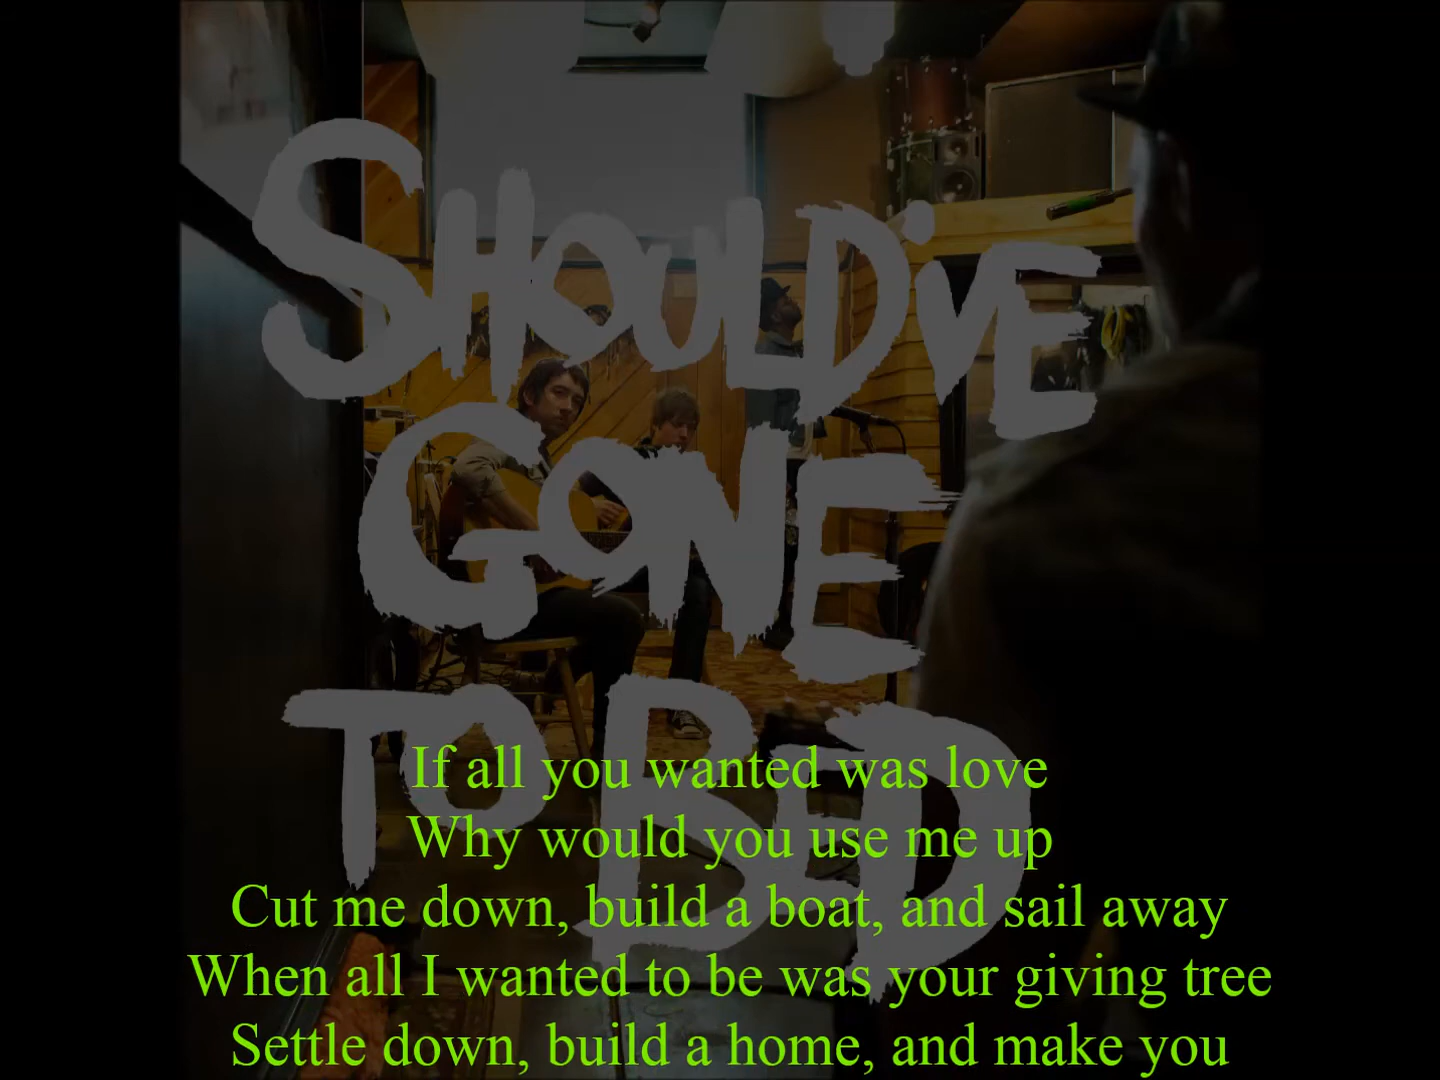 SHOULD'VE
GONE
TO BED
If all you wanted was love
Why would you use me up
Cut me down, build a boat, and sail away
When all I wanted to be was your giving tree
Settle down, build a home, and make you